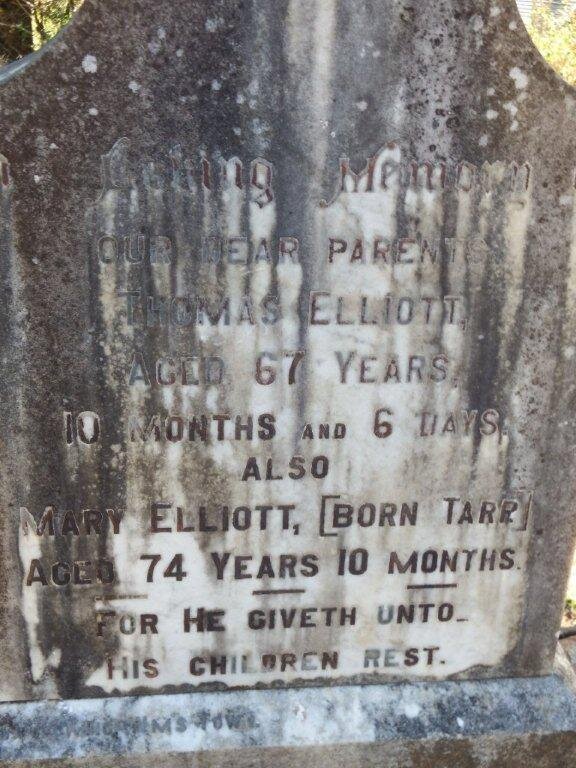 In Loving Memory
OUR DEAR PARENTS.
THOMAS ELLIOTT,
AGED 67 YEARS,
10 MONTHS AND 6 DAYS.
ALSO
MARY ELLIOTT, [BORN TARR]
AGED 74 YEARS 10 MONTHS.
FOR HE GIVETH UNTO
HIS CHILDREN REST.